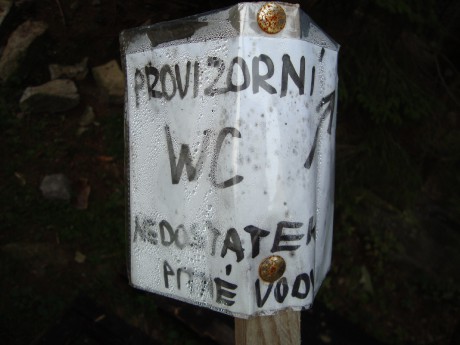 PROVIZORNÍ
WC
NEDOSTATEK
PITNÉ VODY